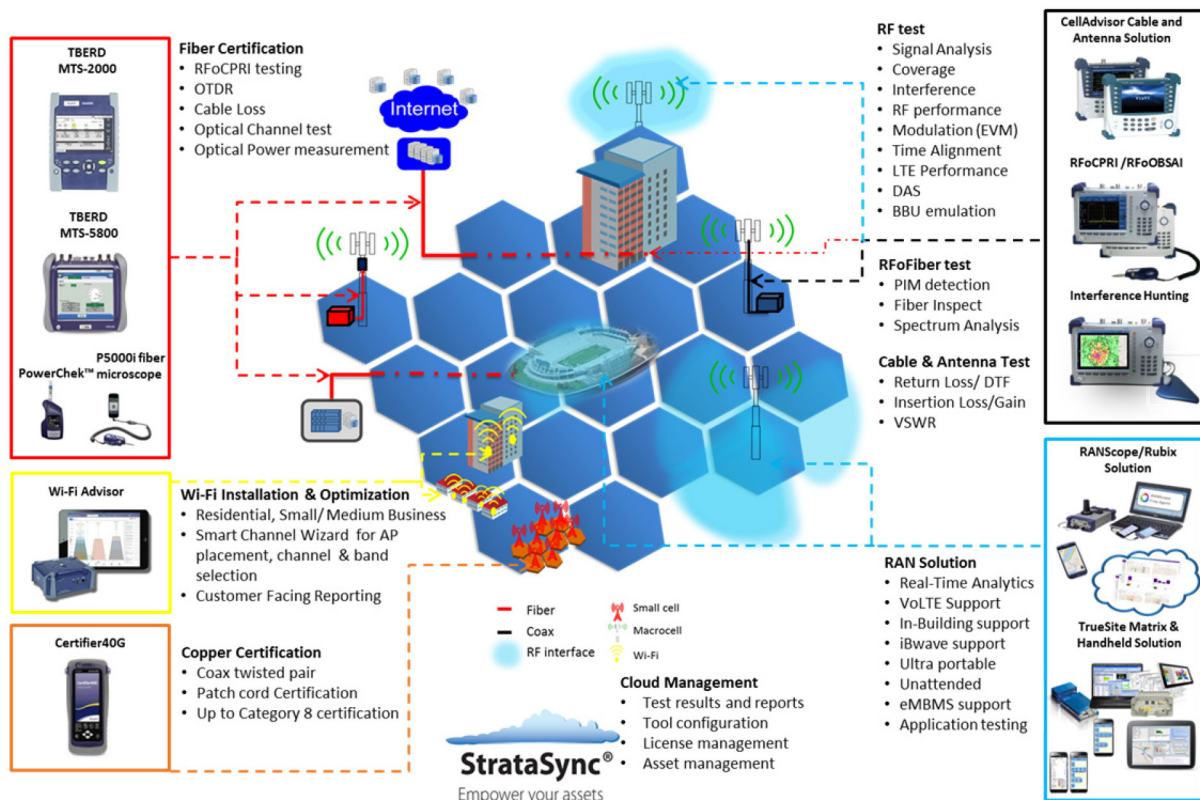 TBERD
MTS-2000
TBERD
MTS-5800
P5000i fiber
PowerChek™ microscope
Fiber Certification
• RFoCPRI testing
• OTDR
• Cable Loss
• Optical Channel test
• Optical Power measurement
Internet
RF test
• Signal Analysis
• Coverage
• Interference
• RF performance
• Modulation (EVM)
• Time Alignment
• LTE Performance
• DAS
• BBU emulation
RFoFiber test
• PIM detection
• Fiber Inspect
• Spectrum Analysis
Cable & Antenna Test
• Return Loss/ DTF
• Insertion Loss/Gain
• VSWR
CellAdvisor Cable and
Antenna Solution
RFoCPRI /RFoOBSAI
Interference Hunting
Wi-Fi Advisor
Wi-Fi Installation & Optimization
• Residential, Small/ Medium Business
• Smart Channel Wizard for AP
placement, channel & band
selection
• Customer Facing Reporting
Certifier40G
Copper Certification
• Coax twisted pair
• Patch cord Certification
• Up to Category 8 certification
Fiber
Coax
RF interface
Small cell
Macrocell
Wi-Fi
Cloud Management
• Test results and reports
• Tool configuration
• License management
• Asset management
StrataSync®
Empower your assets
RAN Solution
• Real-Time Analytics
• VoLTE Support
• In-Building support
• iBwave support
• Ultra portable
• Unattended
• eMBMS support
• Application testing
RANScope/Rubix
Solution
TrueSite Matrix &
Handheld Solution